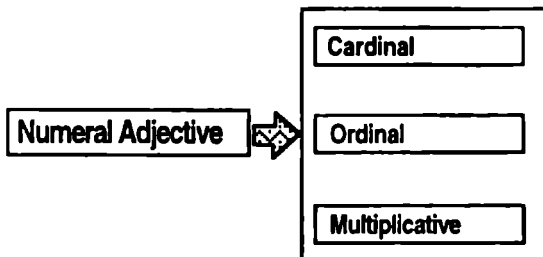 Cardinal
Numeral Adjective
Ordinal
Multiplicative